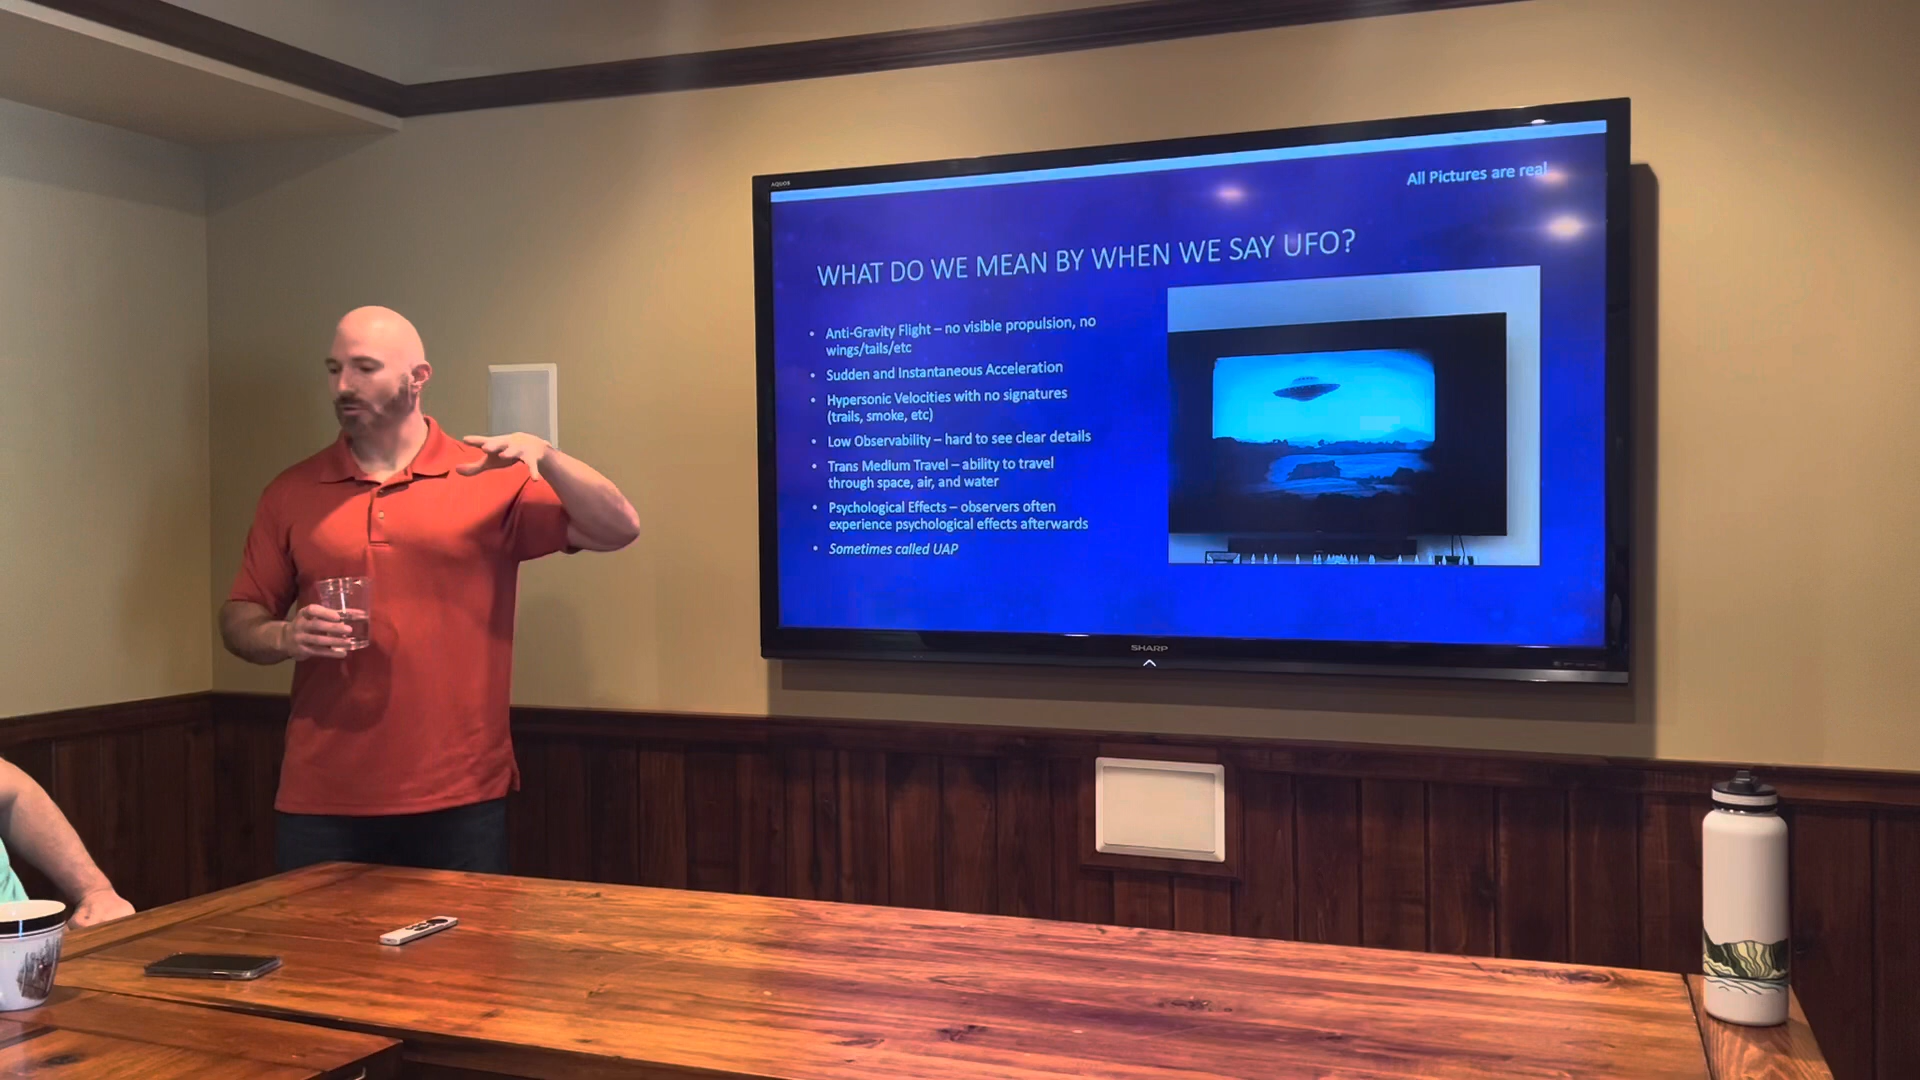 AQUOS
All Pictures are real
WHAT DO WE MEAN BY WHEN WE SAY UFO?
• Anti-Gravity Flight – no visible propulsion, no
wings/tails/etc
• Sudden and Instantaneous Acceleration
• Hypersonic Velocities with no signatures
(trails, smoke, etc)
• Low Observability – hard to see clear details
• Trans Medium Travel – ability to travel
through space, air, and water
• Psychological Effects – observers often
experience psychological effects afterwards
• Sometimes called UAP
SHARP